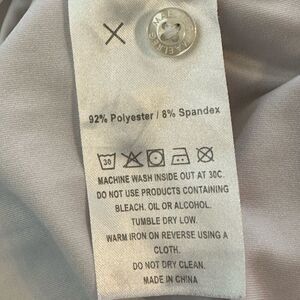 92% Polyester / 8% Spandex
30
MACHINE WASH INSIDE OUT AT 30C.
DO NOT USE PRODUCTS CONTAINING
BLEACH. OIL OR ALCOHOL.
TUMBLE DRY LOW.
WARM IRON ON REVERSE USING A
CLOTH.
DO NOT DRY CLEAN.
MADE IN CHINA